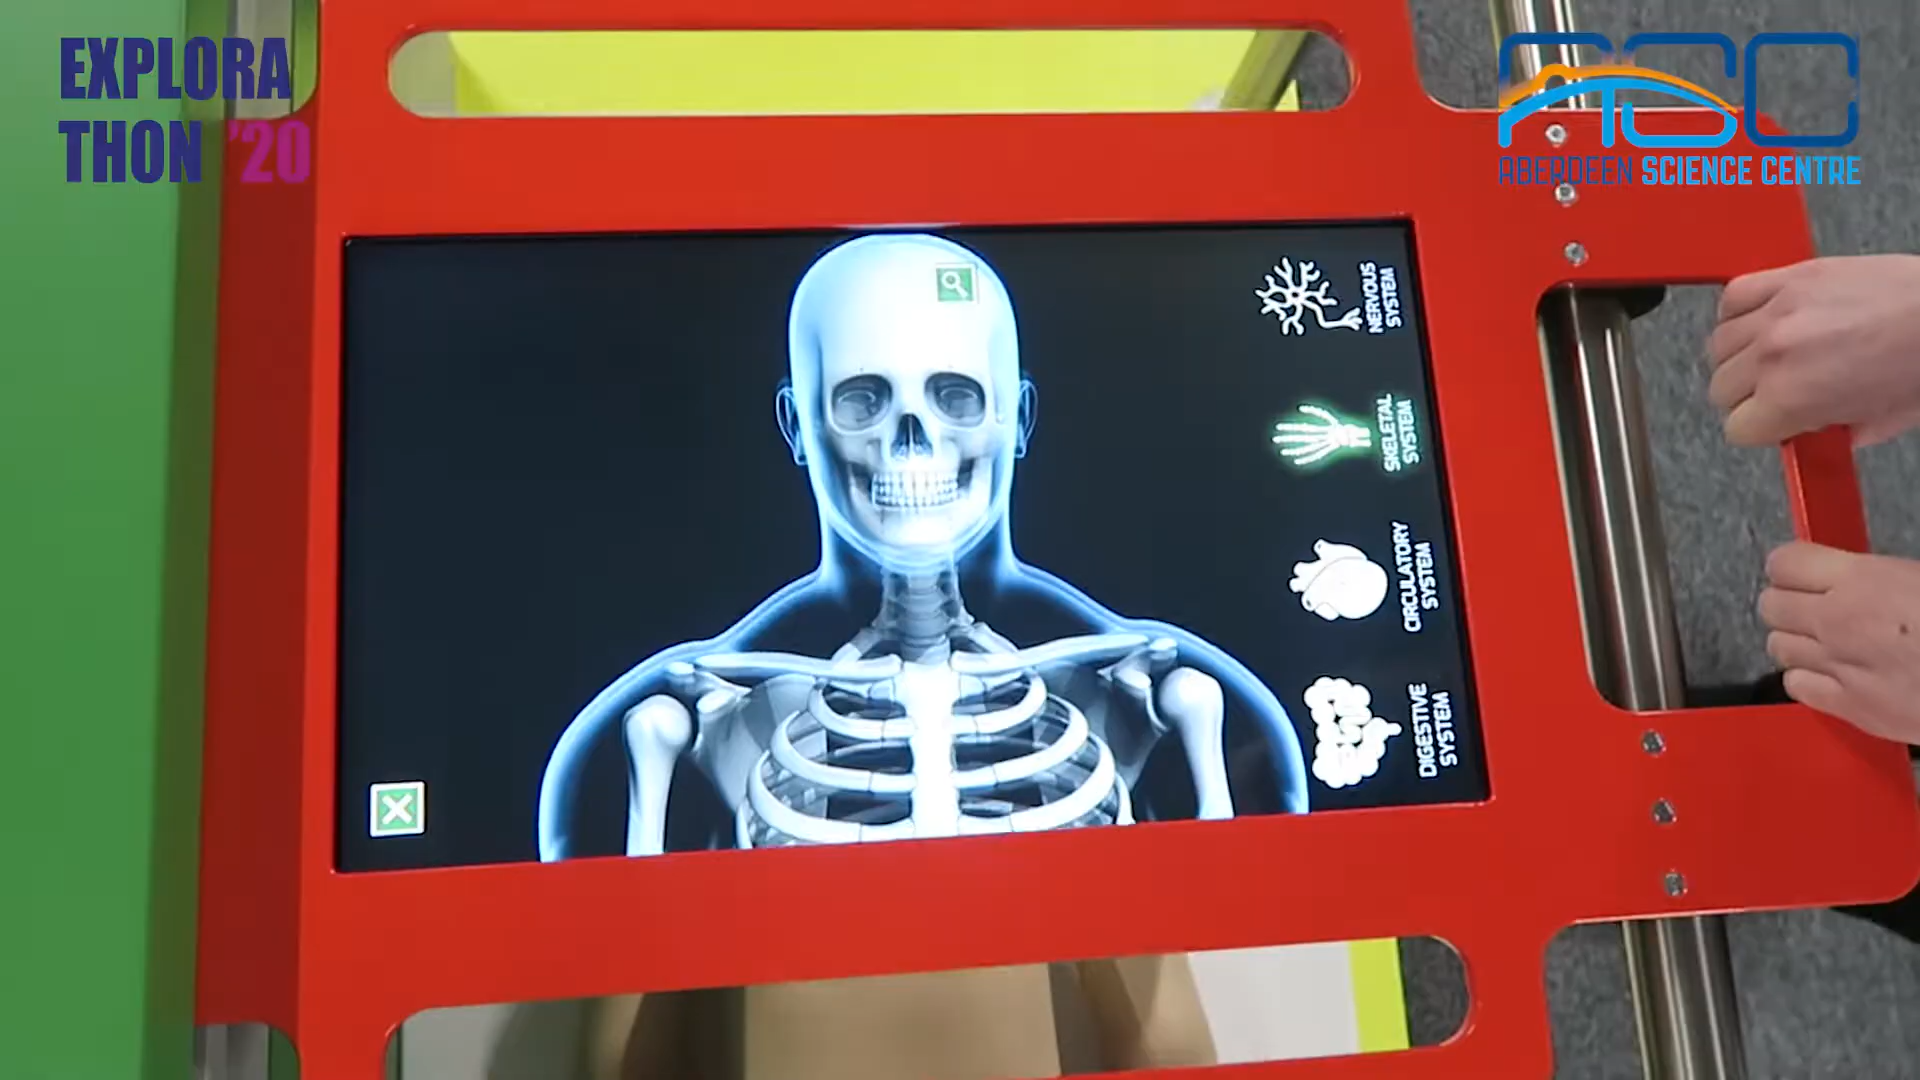 EXPLORA
THON '20
ABERDEEN SCIENCE CENTRE
NERVOUS
SYSTEM
SKELETAL
SYSTEM
CIRCULATORY
SYSTEM
DIGESTIVE
SYSTEM